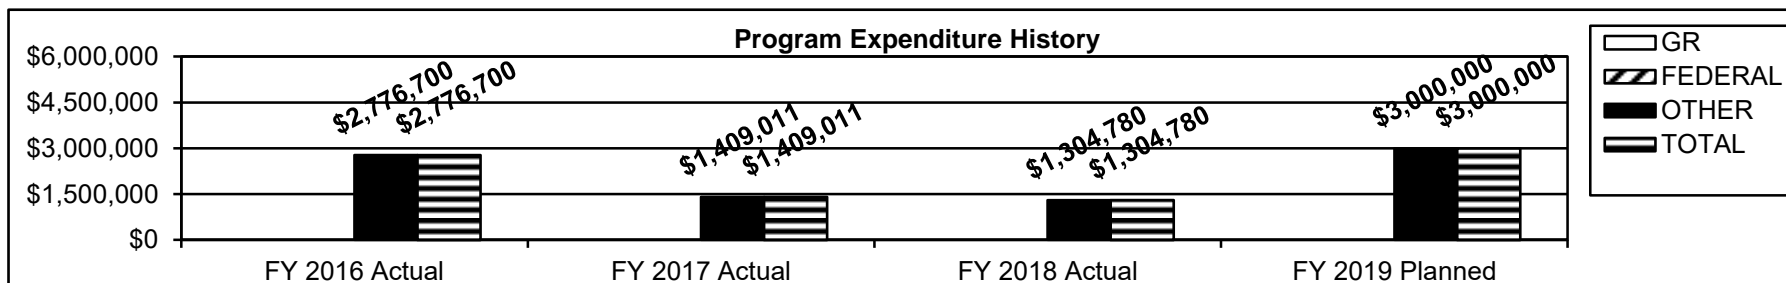 Program Expenditure History
$6,000,000
$4,500,000
$3,000,000
$1,500,000
$0
$2,776,700
$2,776,700
$1,409,011
$1,409,011
$1,304,780
$1,304,780
$3,000,000
$3,000,000
FY 2016 Actual
FY 2017 Actual
FY 2018 Actual
FY 2019 Planned
GR
FEDERAL
OTHER
TOTAL